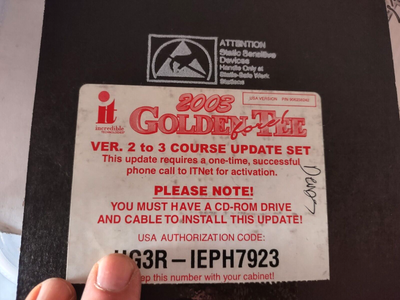 ATTENTION
Static Sensitive
Devices
Handle Only at
Static-Safe Work
Stations
USA VERSION
it
incredible
TECHNOLOGIES
2003
GOLDEN TEE
fore!
VER. 2 to 3 COURSE UPDATE SET
This update requires a one-time, successful
phone call to ITNet for activation.
PLEASE NOTE!
YOU MUST HAVE A CD-ROM DRIVE
AND CABLE TO INSTALL THIS UPDATE!
USA AUTHORIZATION CODE:
UG3R – IEPH7923
this number with your cabinet!